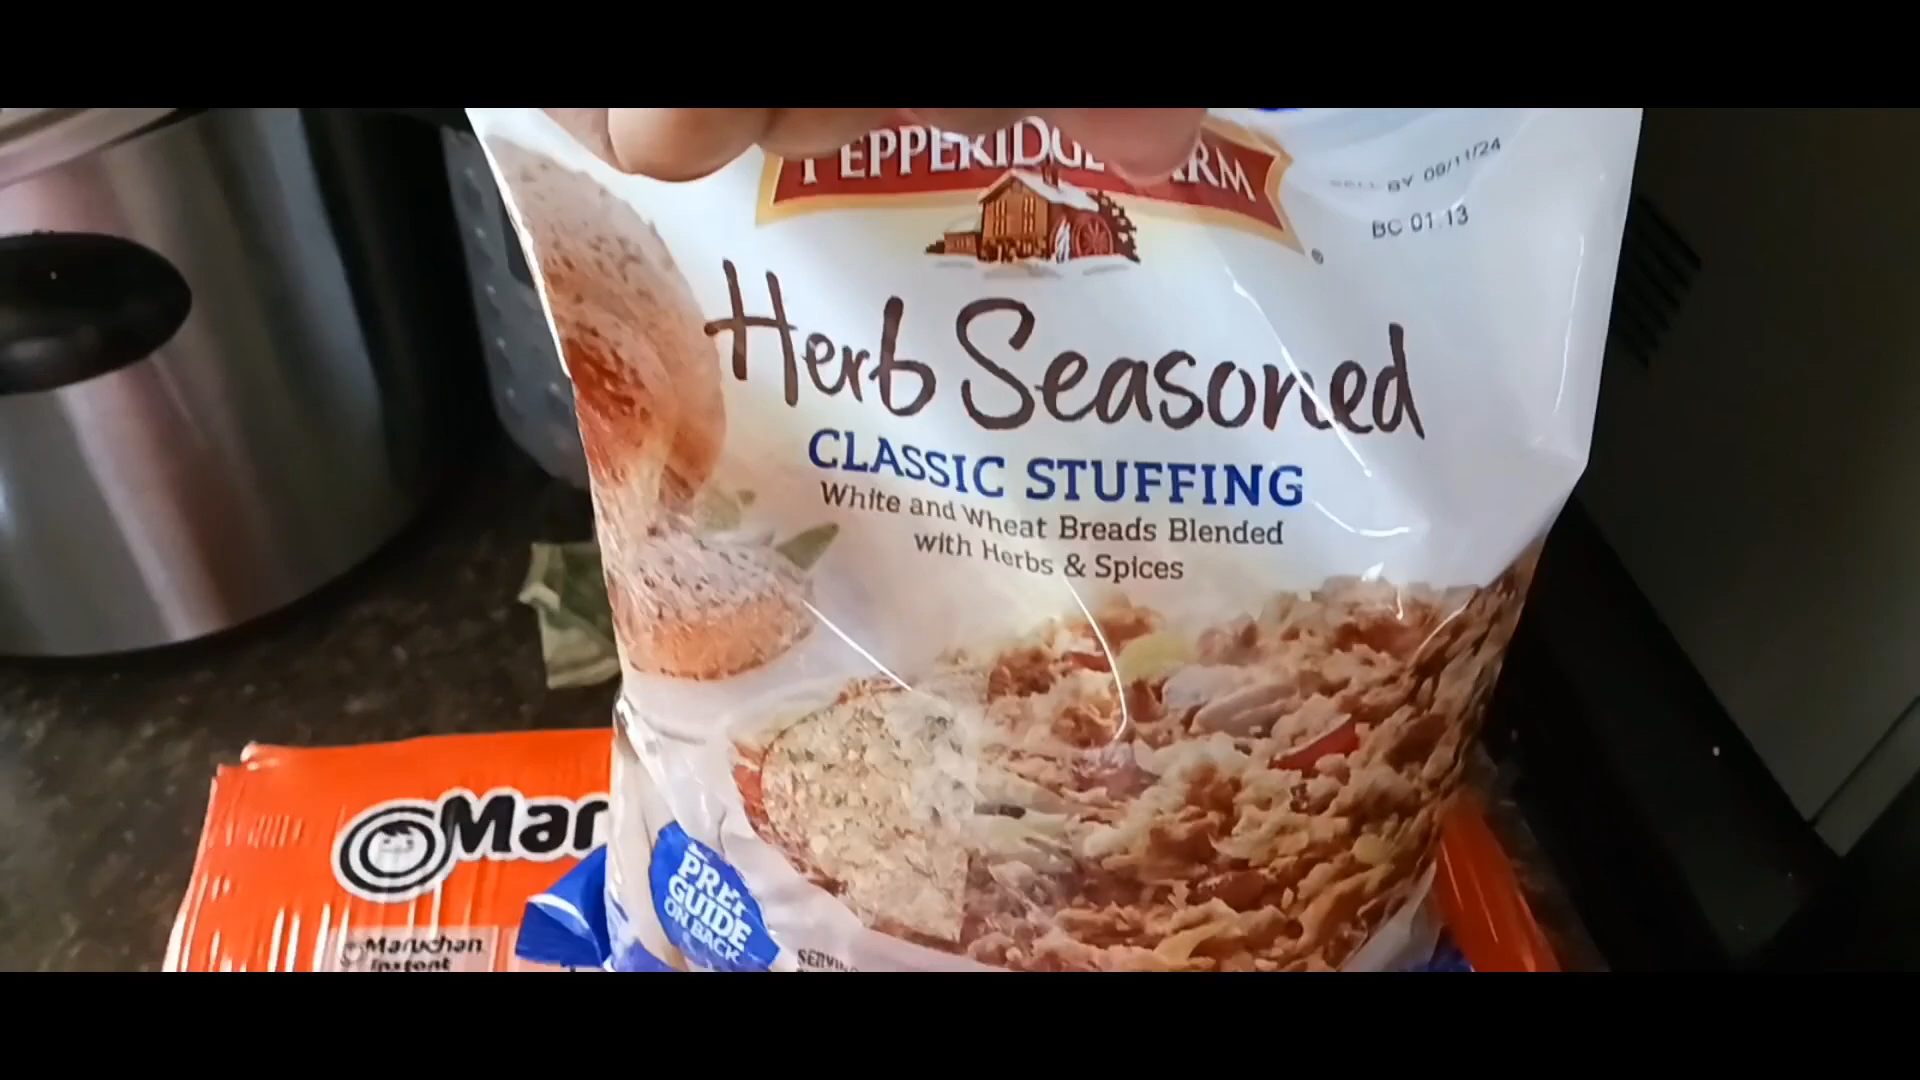 PEPPERIDGE FARM
BY 09/11/24
BC 01 13
Herb Seasoned
CLASSIC STUFFING
White and Wheat Breads Blended
with Herbs & Spices
Mar
PREP
GUIDE
ON BACK
Maruchan
Instant